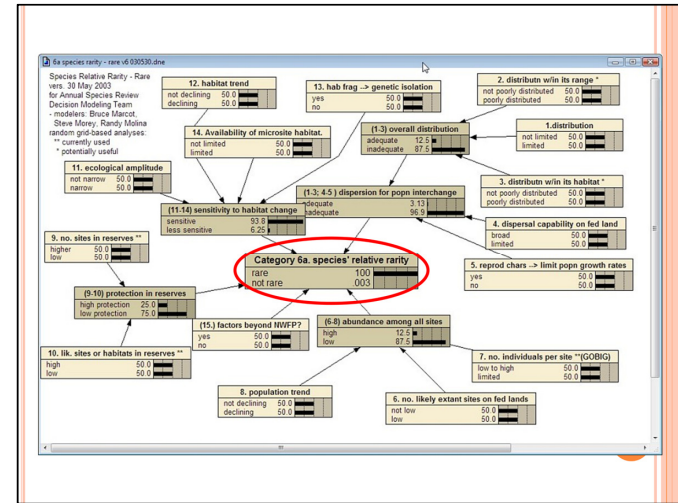 6a species rarity - rare v6 030530.dne
Species Relative Rarity - Rare
vers. 30 May 2003
for Annual Species Review
Decision Modeling Team
- modelers: Bruce Marcot,
Steve Morey, Randy Molina
random grid-based analyses:
** currently used
* potentially useful
12. habitat trend
not declining 50.0
declining 50.0
13. hab frag --> genetic isolation
yes 50.0
no 50.0
2. distributn w/in its range *
not poorly distributed 50.0
poorly distributed 50.0
14. Availability of microsite habitat.
not limited 50.0
limited 50.0
(1-3) overall distribution
adequate 12.5
inadequate 87.5
1.distribution
not limited 50.0
limited 50.0
11. ecological amplitude
not narrow 50.0
narrow 50.0
3. distributn w/in its habitat *
not poorly distributed 50.0
poorly distributed 50.0
(1-3; 4-5 ) dispersion for popn interchange
adequate 3.13
inadequate 96.9
(11-14) sensitivity to habitat change
sensitive 93.8
less sensitive 6.25
4. dispersal capability on fed land
broad 50.0
limited 50.0
9. no. sites in reserves **
higher 50.0
low 50.0
Category 6a. species' relative rarity
rare 100
not rare .003
5. reprod chars --> limit popn growth rates
yes 50.0
no 50.0
(9-10) protection in reserves
high protection 25.0
low protection 75.0
(15.) factors beyond NWFP?
yes 50.0
no 50.0
(6-8) abundance among all sites
high 12.5
low 87.5
10. lik. sites or habitats in reserves **
high 50.0
low 50.0
7. no. individuals per site **(GOBIG)
low to high 50.0
limited 50.0
8. population trend
not declining 50.0
declining 50.0
6. no. likely extant sites on fed lands
not low 50.0
low 50.0